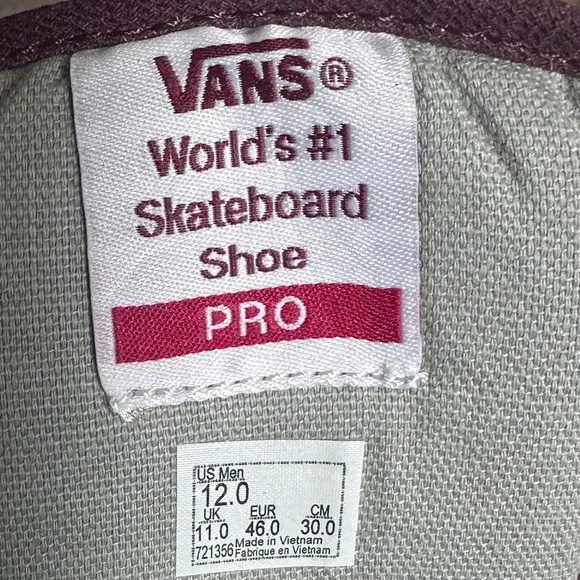 VANS®
World's #1
Skateboard
Shoe
PRO
US Men
12.0
UK EUR CM
11.0 46.0 30.0
Made in Vietnam
721356 Fabrique en Vietnam